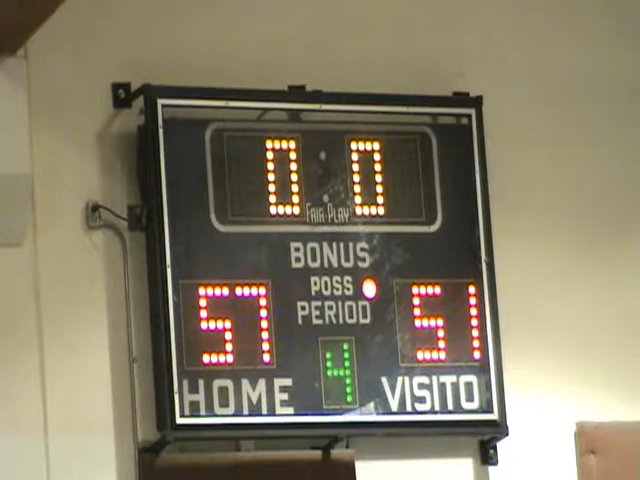 0 0
FAIR-PLAY
BONUS
POSS
PERIOD
57 51
4
HOME VISITO